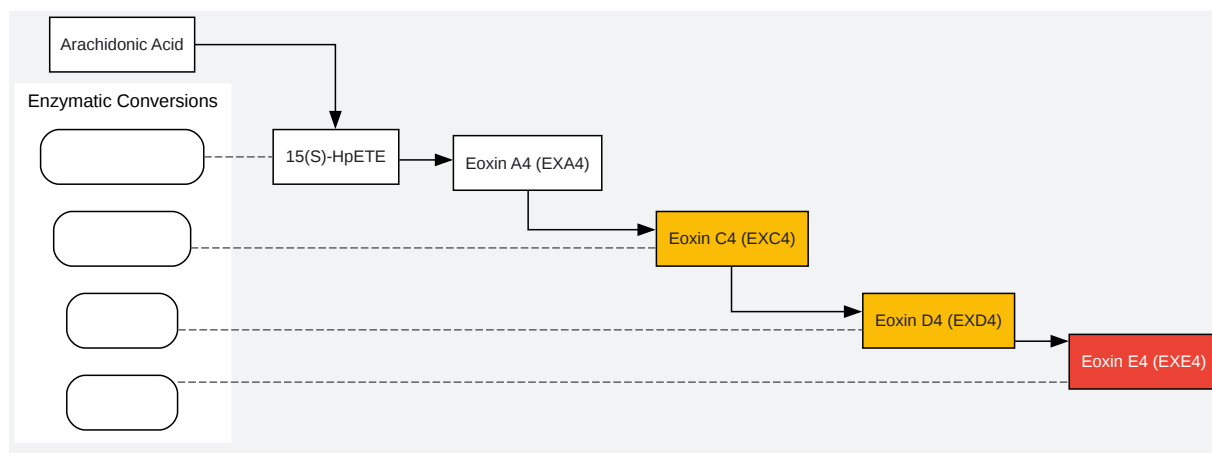 Arachidonic Acid
Enzymatic Conversions
15(S)-HpETE
Eoxin A4 (EXA4)
Eoxin C4 (EXC4)
Eoxin D4 (EXD4)
Eoxin E4 (EXE4)